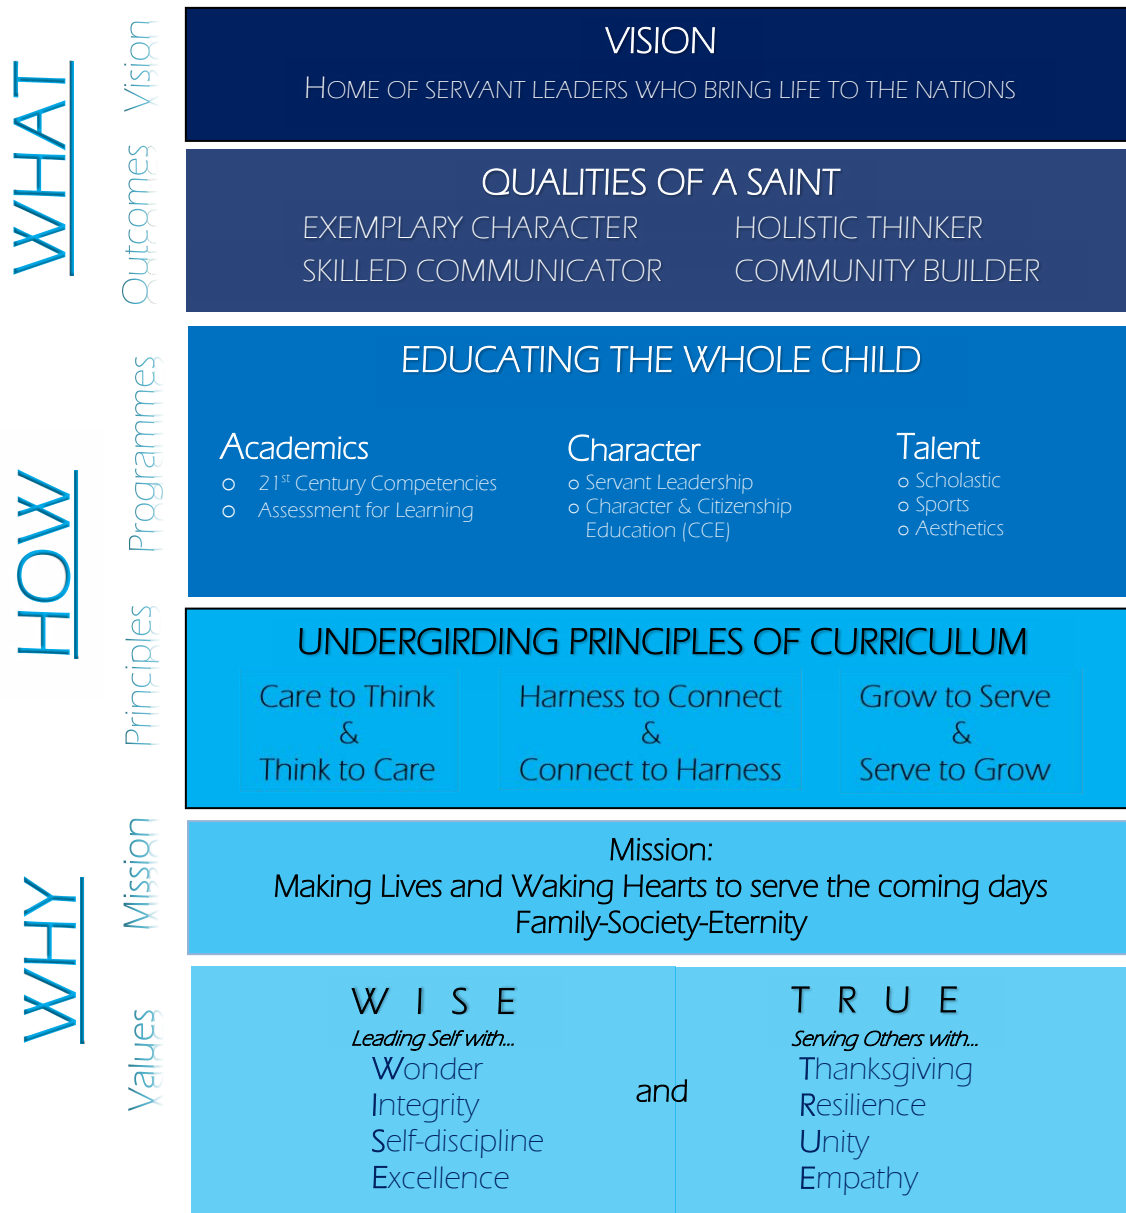 WHAT
Vision
VISION
HOME OF SERVANT LEADERS WHO BRING LIFE TO THE NATIONS
Outcomes
QUALITIES OF A SAINT
EXEMPLARY CHARACTER HOLISTIC THINKER
SKILLED COMMUNICATOR COMMUNITY BUILDER
HOW
Programmes
EDUCATING THE WHOLE CHILD
Academics
o 21st Century Competencies
o Assessment for Learning
Character
o Servant Leadership
o Character & Citizenship
Education (CCE)
Talent
o Scholastic
o Sports
o Aesthetics
Principles
UNDERGIRDING PRINCIPLES OF CURRICULUM
Care to Think
&
Think to Care
Harness to Connect
&
Connect to Harness
Grow to Serve
&
Serve to Grow
WHY
Mission
Mission:
Making Lives and Waking Hearts to serve the coming days
Family-Society-Eternity
Values
W I S E
Leading Self with...
Wonder
Integrity
Self-discipline
Excellence
and
T R U E
Serving Others with...
Thanksgiving
Resilience
Unity
Empathy